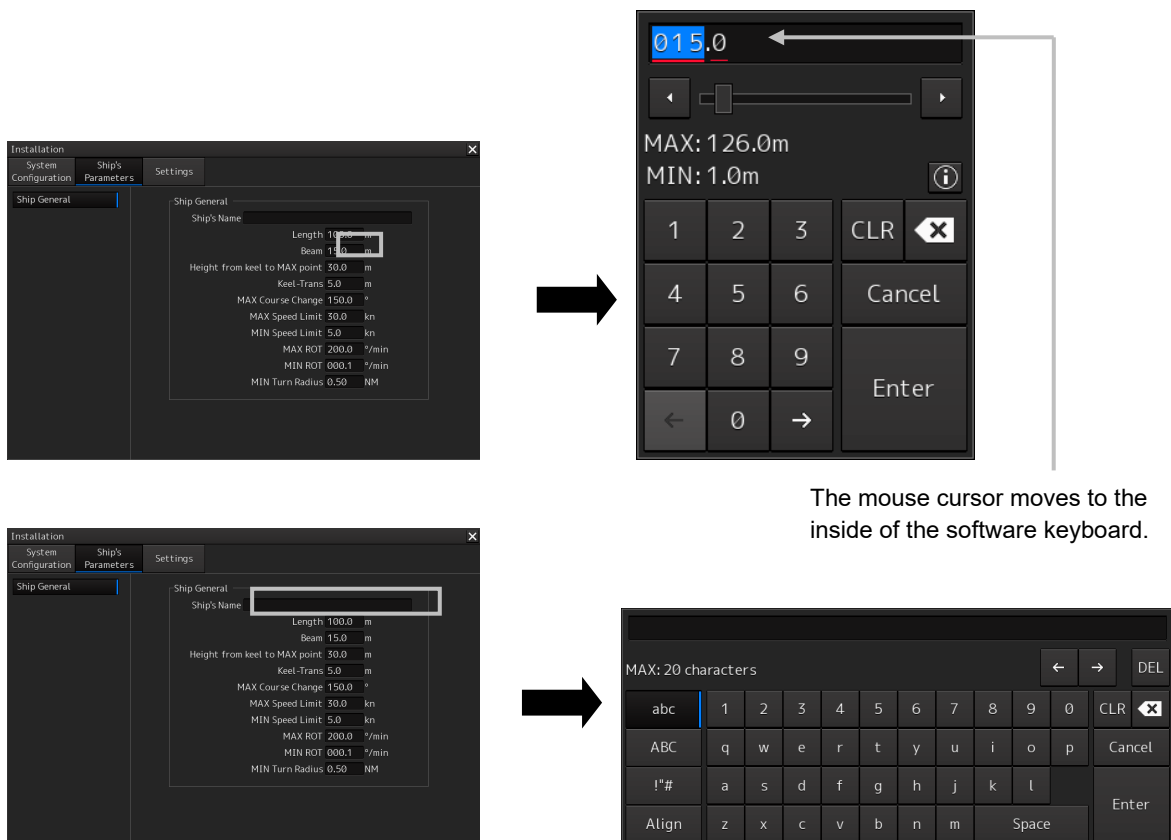 Installation
System Configuration
Ship's Parameters
Settings
Ship General
Ship General
Ship's Name
Length 100.0 m
Beam 15.0 m
Height from keel to MAX point 30.0 m
Keel-Trans 5.0 m
MAX Course Change 150.0 °
MAX Speed Limit 30.0 kn
MIN Speed Limit 5.0 kn
MAX ROT 200.0 °/min
MIN ROT 000.1 °/min
MIN Turn Radius 0.50 NM
015.0
MAX: 126.0m
MIN: 1.0m
1 2 3 CLR
4 5 6 Cancel
7 8 9
Enter
← 0 →
The mouse cursor moves to the
inside of the software keyboard.
Installation
System Configuration
Ship's Parameters
Settings
Ship General
Ship General
Ship's Name
Length 100.0 m
Beam 15.0 m
Height from keel to MAX point 30.0 m
Keel-Trans 5.0 m
MAX Course Change 150.0 °
MAX Speed Limit 30.0 kn
MIN Speed Limit 5.0 kn
MAX ROT 200.0 °/min
MIN ROT 000.1 °/min
MIN Turn Radius 0.50 NM
MAX: 20 characters ← → DEL
abc 1 2 3 4 5 6 7 8 9 0 CLR
ABC q w e r t y u i o p Cancel
!"# a s d f g h j k l
Enter
Align z x c v b n m Space